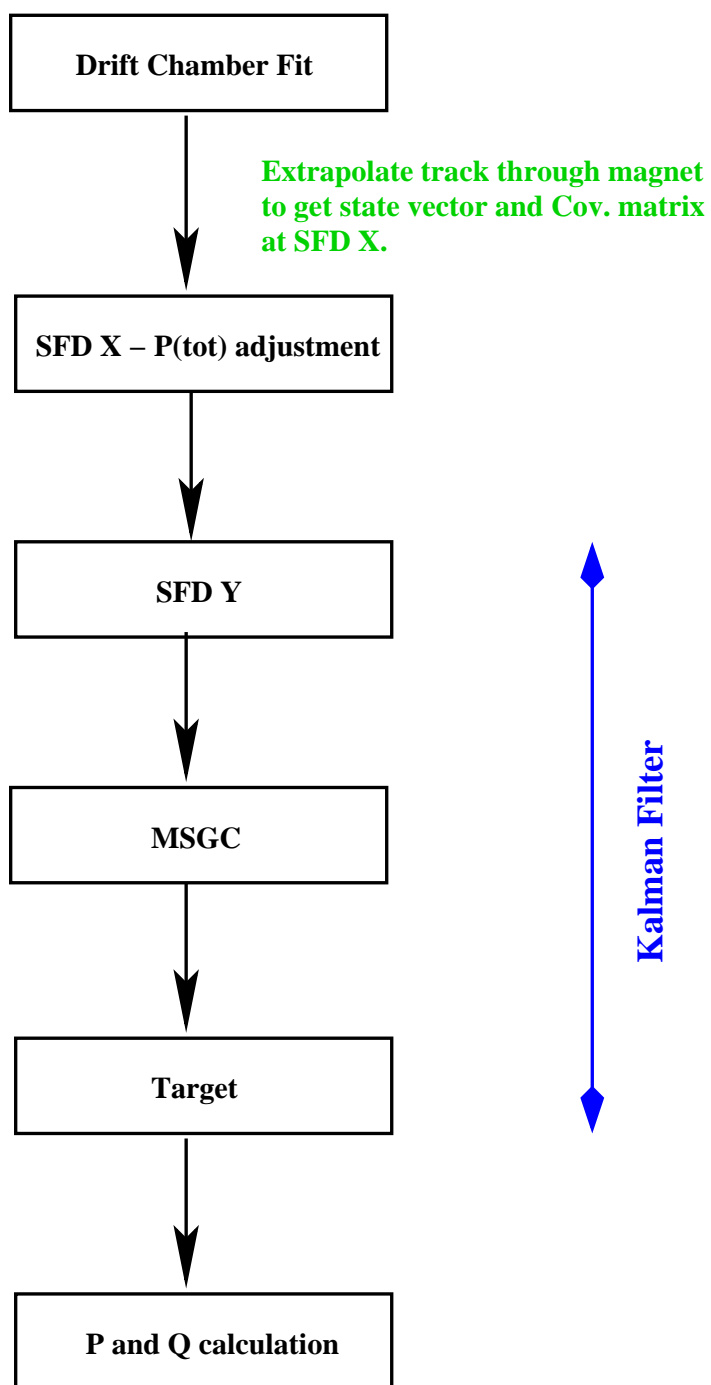 Drift Chamber Fit
Extrapolate track through magnet
to get state vector and Cov. matrix
at SFD X.
SFD X – P(tot) adjustment
SFD Y
Kalman Filter
MSGC
Target
P and Q calculation